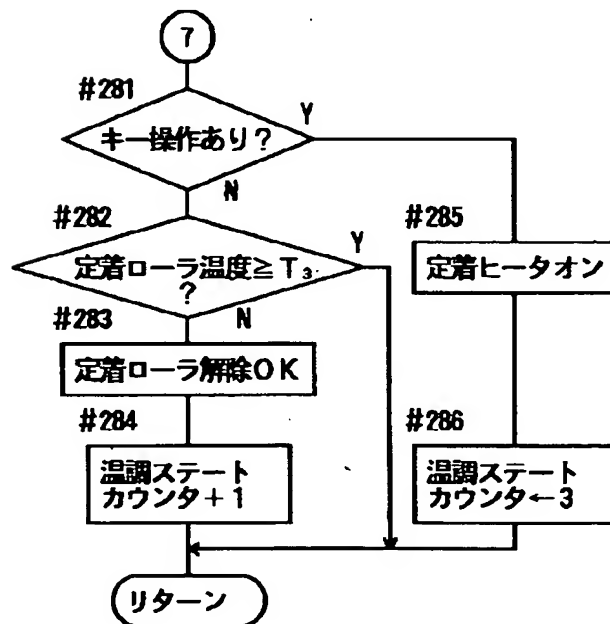 7
#281
キー操作あり?
Y
N
#282
定着ローラ温度≧T₃
?
Y
N
#283
定着ローラ解除OK
#284
温調ステート
カウンタ+1
#285
定着ヒータオン
#286
温調ステート
カウンタ←3
リターン